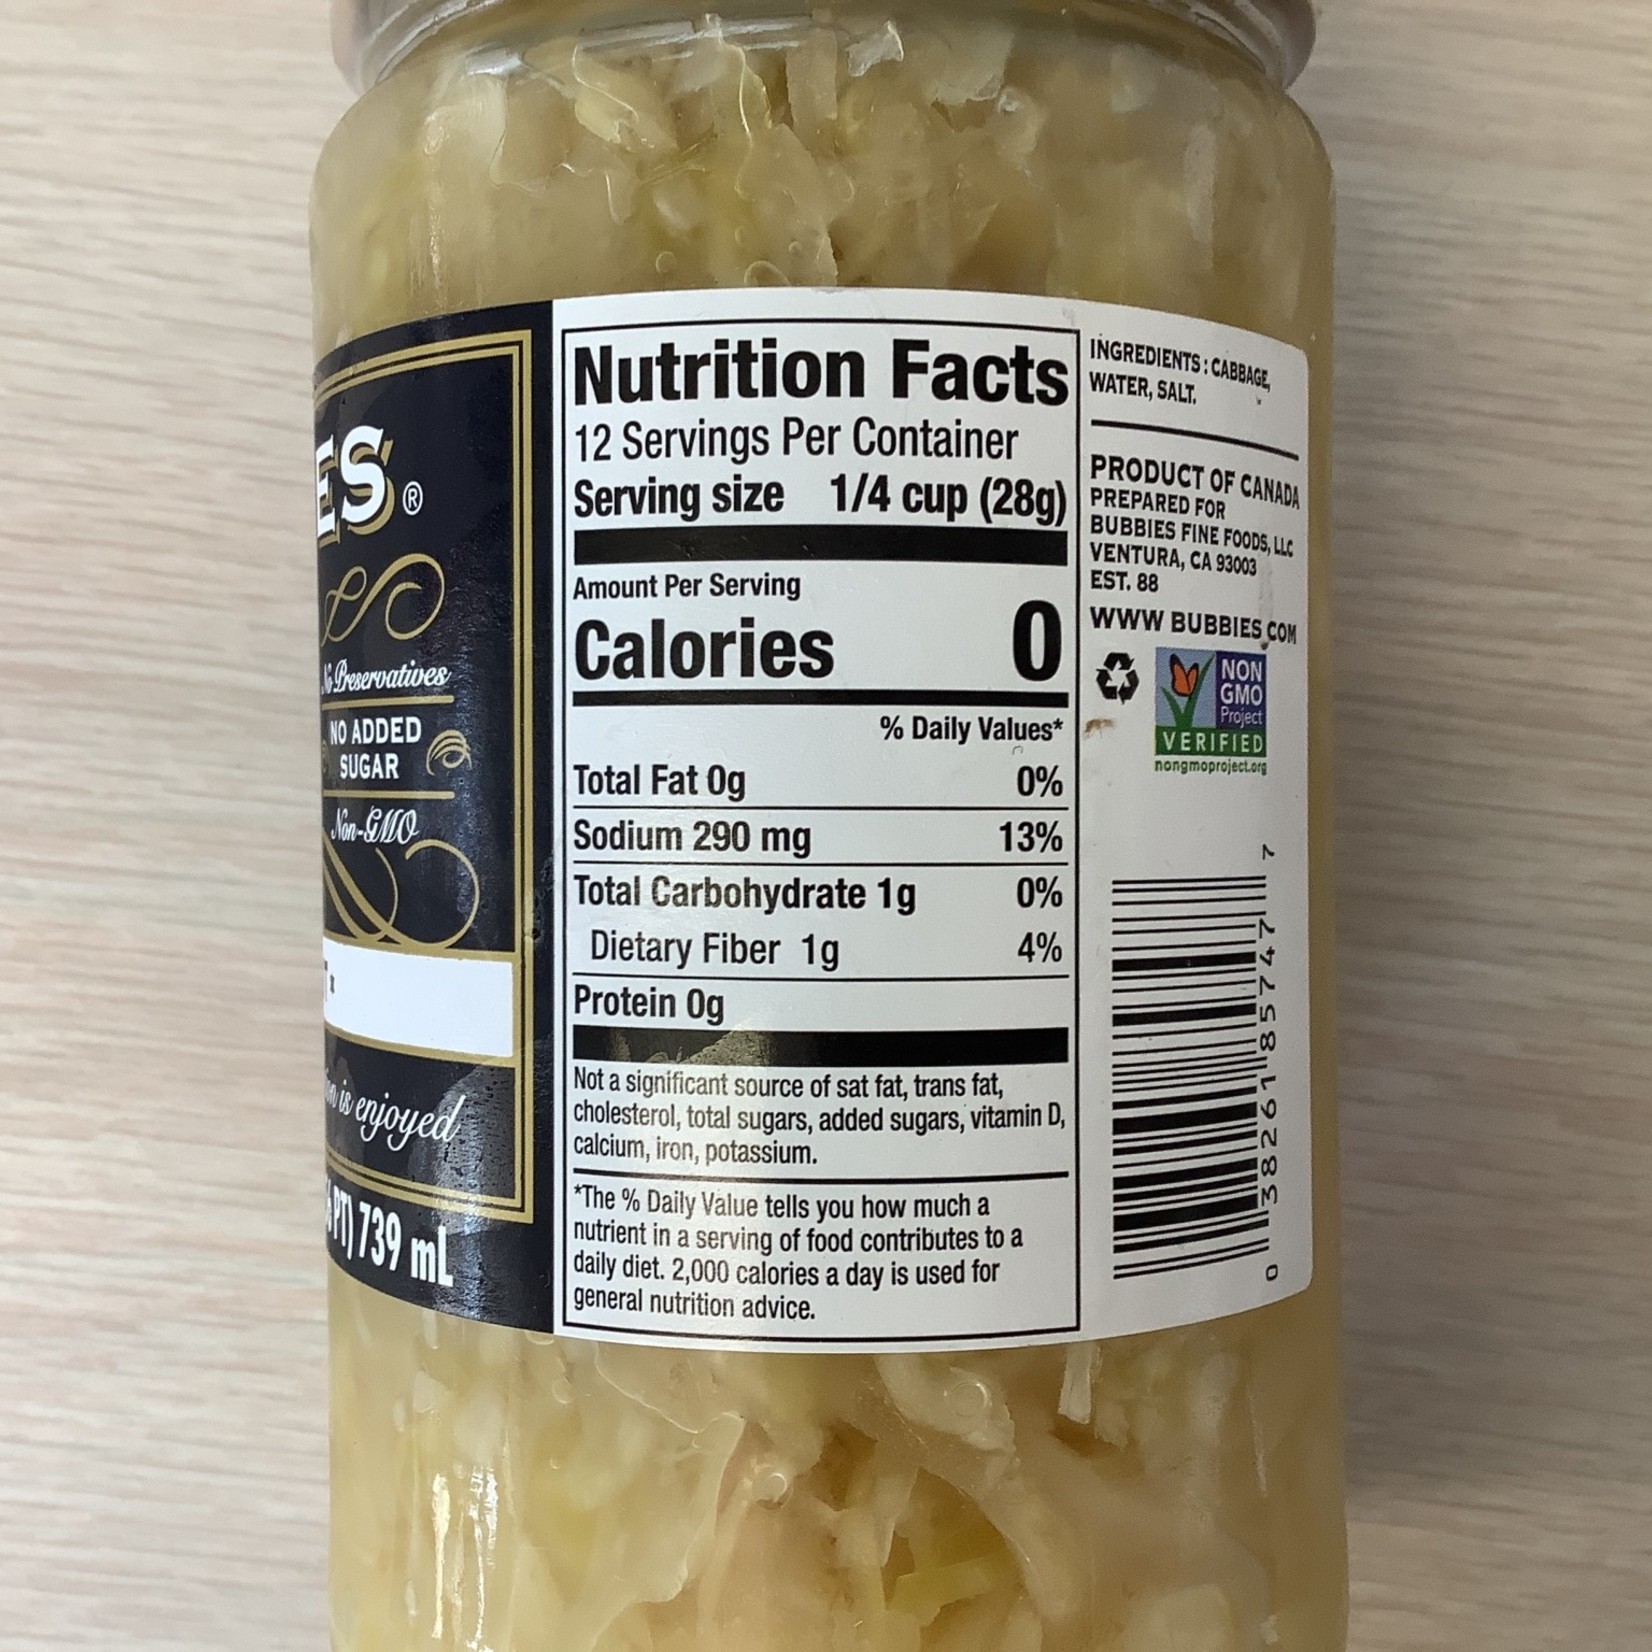 ES®
No Preservatives
NO ADDED
SUGAR
Non-GMO
is enjoyed
PT) 739 mL
Nutrition Facts
12 Servings Per Container
Serving size 1/4 cup (28g)
Amount Per Serving
Calories 0
% Daily Values*
Total Fat 0g 0%
Sodium 290 mg 13%
Total Carbohydrate 1g 0%
Dietary Fiber 1g 4%
Protein 0g
Not a significant source of sat fat, trans fat,
cholesterol, total sugars, added sugars, vitamin D,
calcium, iron, potassium.
*The % Daily Value tells you how much a
nutrient in a serving of food contributes to a
daily diet. 2,000 calories a day is used for
general nutrition advice.
INGREDIENTS: CABBAGE,
WATER, SALT.
PRODUCT OF CANADA
PREPARED FOR
BUBBIES FINE FOODS, LLC
VENTURA, CA 93003
EST. 88
WWW BUBBIES COM
NON
GMO
Project
VERIFIED
nongmoproject.org
0 38261 85747 7